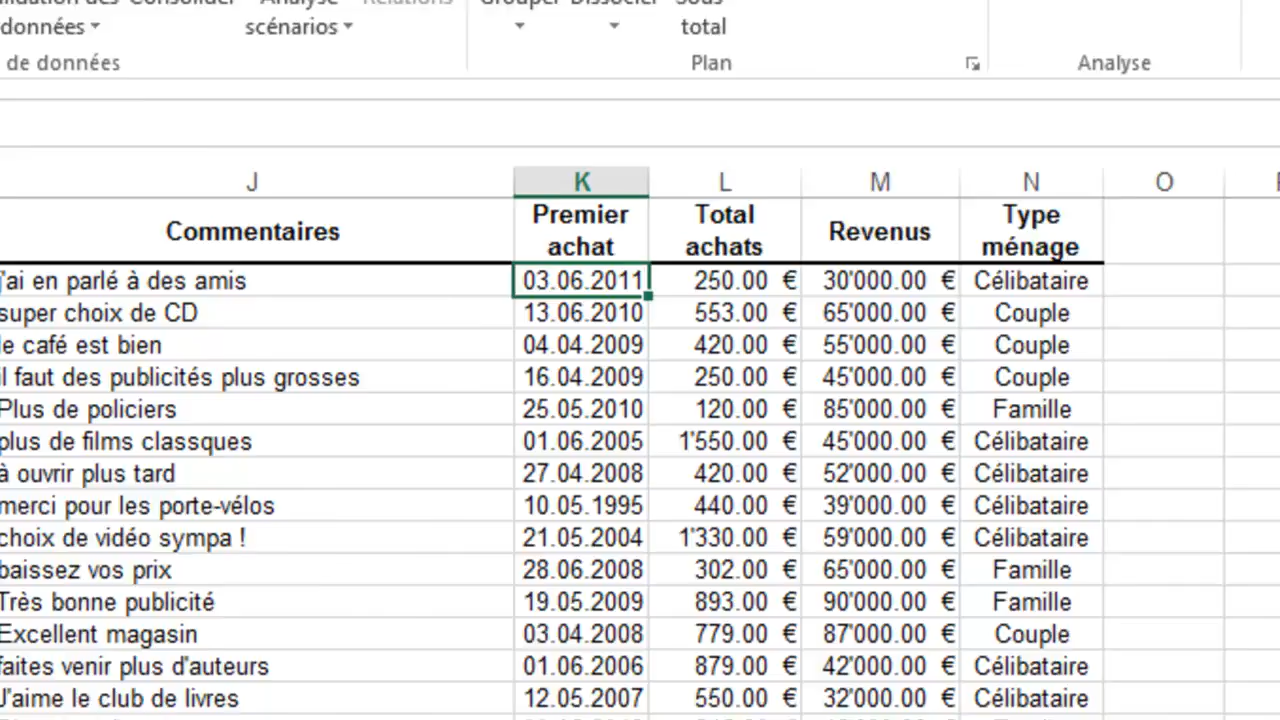 données
scénarios
total
de données
Plan
Analyse
J K L M N O
Commentaires Premier achat Total achats Revenus Type ménage
j'ai en parlé à des amis 03.06.2011 250.00 € 30'000.00 € Célibataire
super choix de CD 13.06.2010 553.00 € 65'000.00 € Couple
le café est bien 04.04.2009 420.00 € 55'000.00 € Couple
il faut des publicités plus grosses 16.04.2009 250.00 € 45'000.00 € Couple
Plus de policiers 25.05.2010 120.00 € 85'000.00 € Famille
plus de films classques 01.06.2005 1'550.00 € 45'000.00 € Célibataire
à ouvrir plus tard 27.04.2008 420.00 € 52'000.00 € Célibataire
merci pour les porte-vélos 10.05.1995 440.00 € 39'000.00 € Célibataire
choix de vidéo sympa ! 21.05.2004 1'330.00 € 59'000.00 € Célibataire
baissez vos prix 28.06.2008 302.00 € 65'000.00 € Famille
Très bonne publicité 19.05.2009 893.00 € 90'000.00 € Famille
Excellent magasin 03.04.2008 779.00 € 87'000.00 € Couple
faites venir plus d'auteurs 01.06.2006 879.00 € 42'000.00 € Célibataire
J'aime le club de livres 12.05.2007 550.00 € 32'000.00 € Célibataire